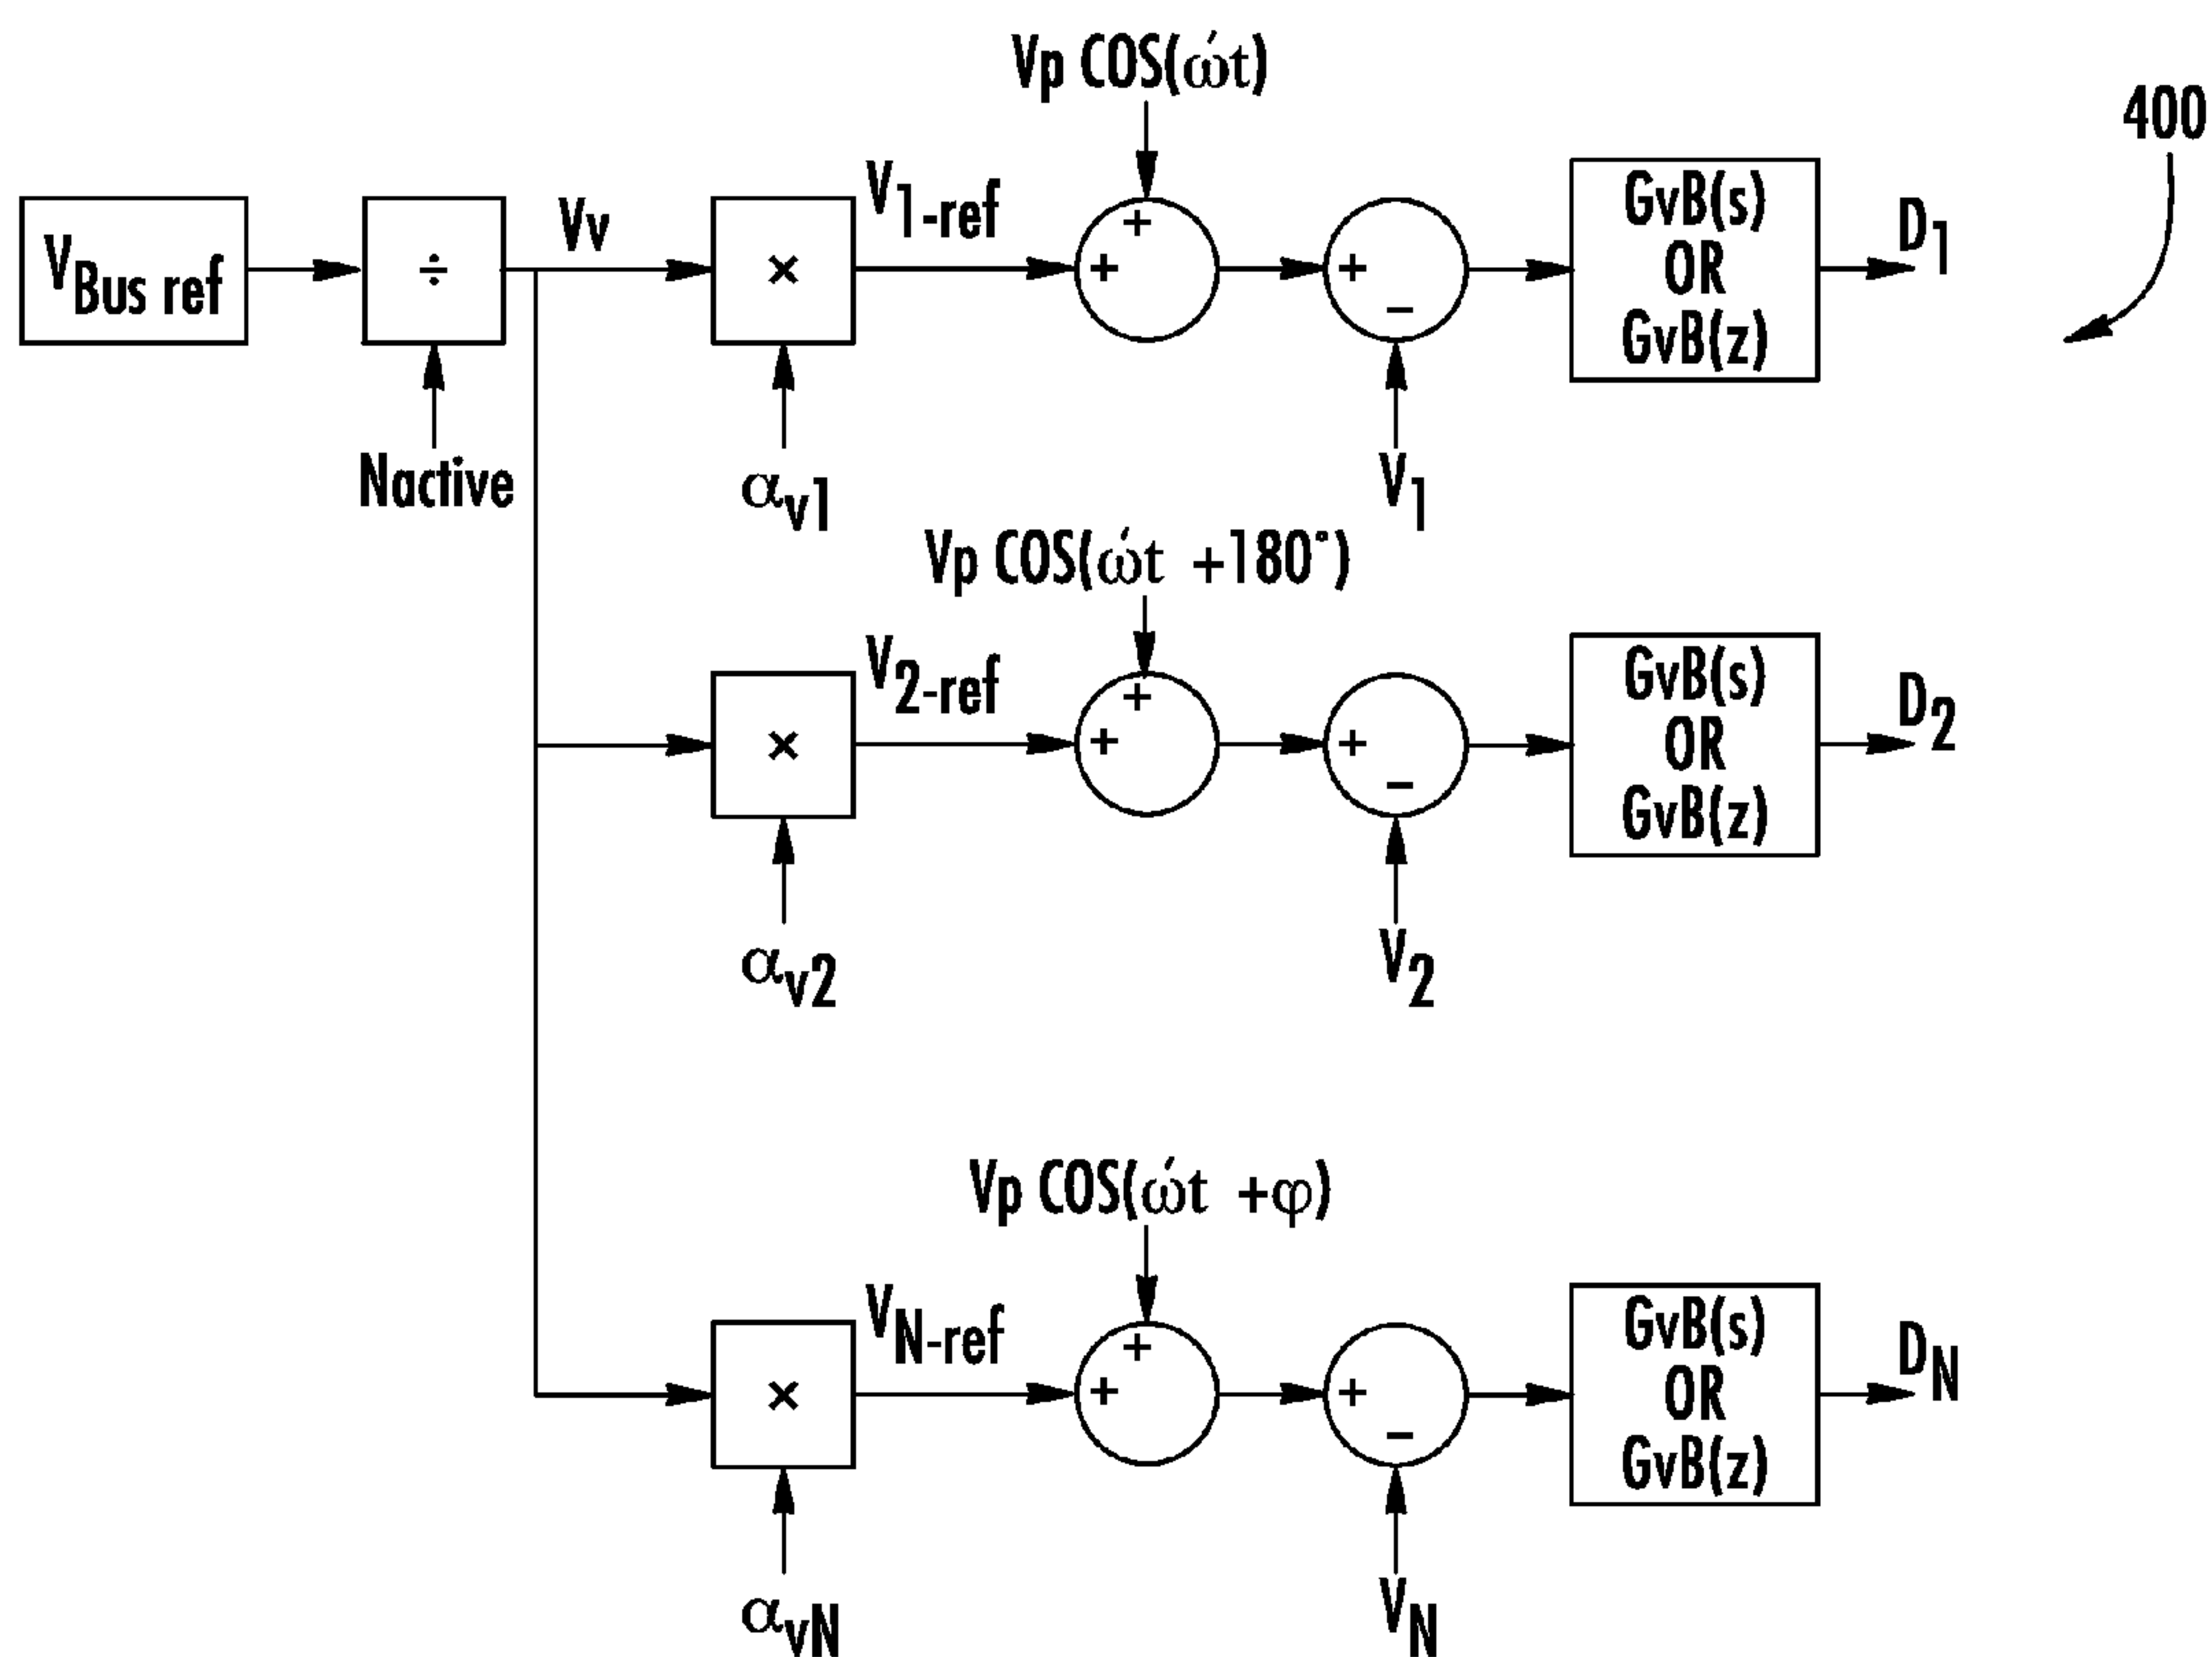 Vp COS(ώt)
400
V1-ref
GvB(s)
OR
GvB(z)
D1
VBus ref
÷
Vv
×
+
+
+
−
Nactive
αv1
V1
Vp COS(ώt +180°)
V2-ref
GvB(s)
OR
GvB(z)
D2
×
+
+
+
−
αv2
V2
Vp COS(ώt +φ)
VN-ref
GvB(s)
OR
GvB(z)
DN
×
+
+
+
−
αvN
VN